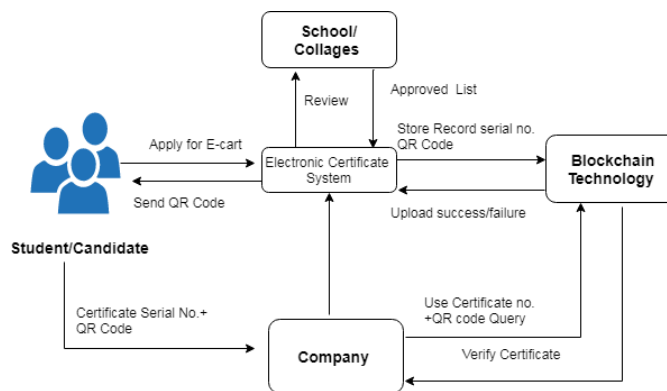 School/
Collages
Review
Approved List
Apply for E-cart
Electronic Certificate
System
Store Record serial no.
QR Code
Blockchain
Technology
Send QR Code
Upload success/failure
Student/Candidate
Certificate Serial No.+
QR Code
Company
Use Certificate no.
+QR code Query
Verify Certificate